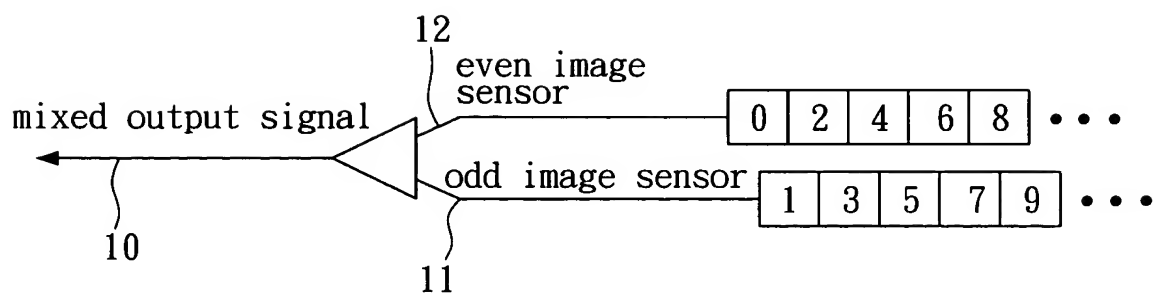 12
even image
sensor
mixed output signal
0 2 4 6 8 • • •
odd image sensor
1 3 5 7 9 • • •
10
11